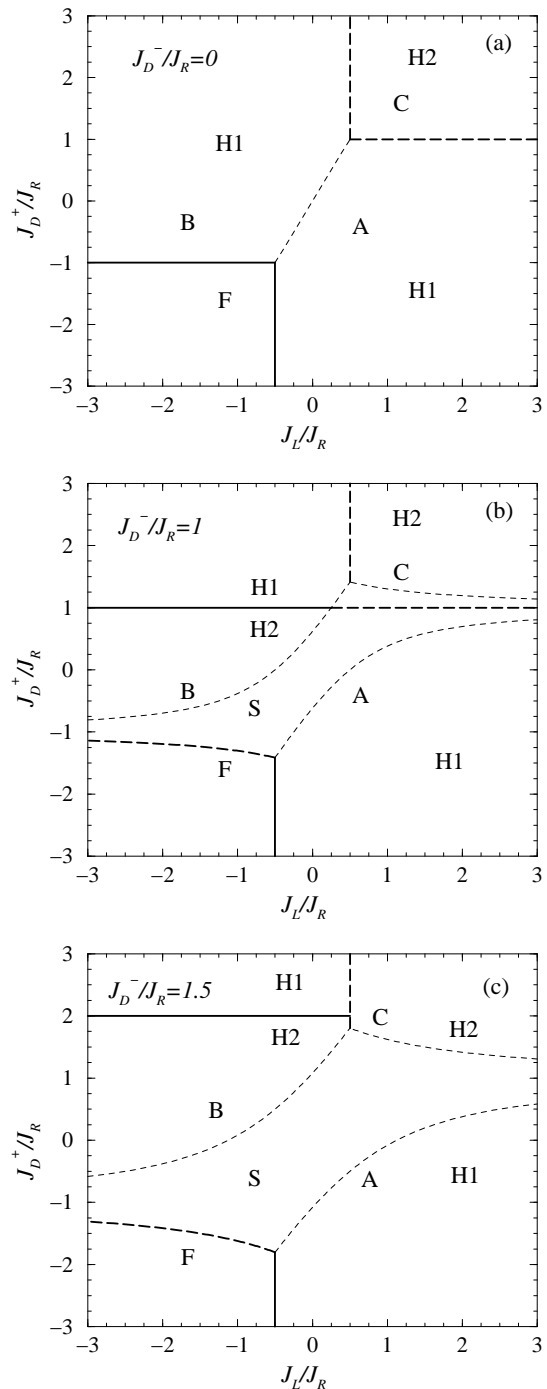 3
(a)
J_D^-/J_R=0
H2
2
C
1
H1
J_D^+/J_R
0
B
A
−1
F
H1
−2
−3
−3 −2 −1 0 1 2 3
J_L/J_R
3
(b)
J_D^-/J_R=1
H2
2
C
H1
1
H2
J_D^+/J_R
0
B
A
S
−1
F
H1
−2
−3
−3 −2 −1 0 1 2 3
J_L/J_R
3
J_D^-/J_R=1.5
H1
(c)
2
C
H2
H2
1
B
J_D^+/J_R
0
S
A
H1
−1
F
−2
−3
−3 −2 −1 0 1 2 3
J_L/J_R